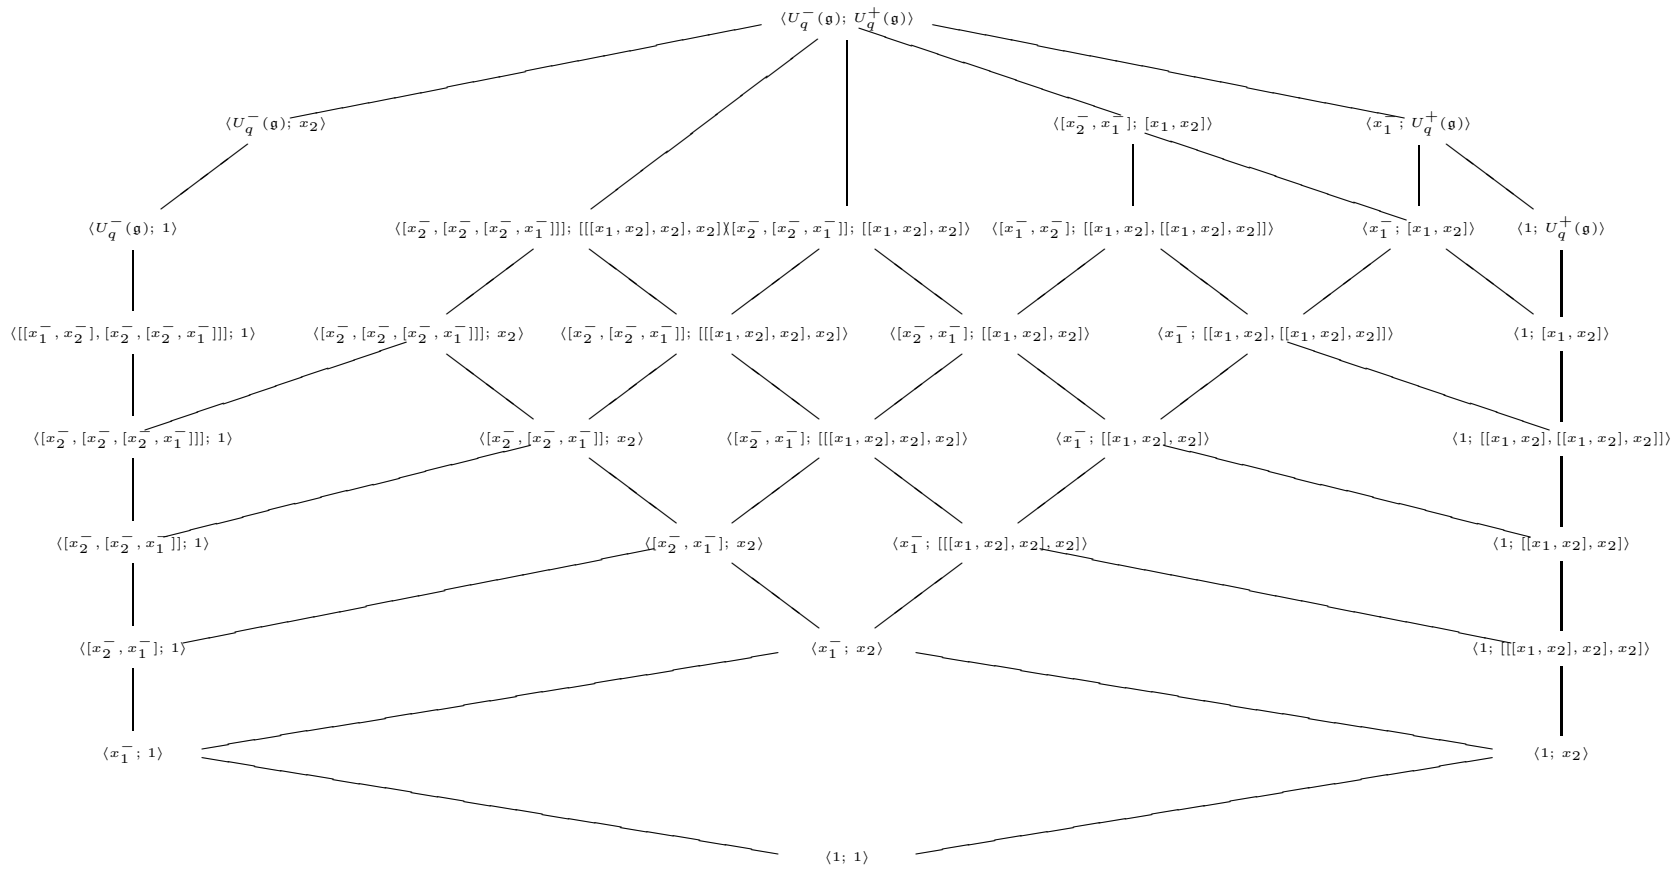 ⟨U_q^−(𝔤); U_q^+(𝔤)⟩
⟨U_q^−(𝔤); x_2⟩ ⟨[x_2^−, x_1^−]; [x_1, x_2]⟩ ⟨x_1^−; U_q^+(𝔤)⟩
⟨U_q^−(𝔤); 1⟩ ⟨[x_2^−, [x_2^−, [x_2^−, x_1^−]]]; [[[x_1, x_2], x_2], x_2]⟩ ⟨[x_2^−, [x_2^−, x_1^−]]; [[x_1, x_2], x_2]⟩ ⟨[x_1^−, x_2^−]; [[x_1, x_2], [[x_1, x_2], x_2]]⟩ ⟨x_1^−; [x_1, x_2]⟩ ⟨1; U_q^+(𝔤)⟩
⟨[[x_1^−, x_2^−], [x_2^−, [x_2^−, x_1^−]]]; 1⟩ ⟨[x_2^−, [x_2^−, [x_2^−, x_1^−]]]; x_2⟩ ⟨[x_2^−, [x_2^−, x_1^−]]; [[[x_1, x_2], x_2], x_2]⟩ ⟨[x_2^−, x_1^−]; [[x_1, x_2], x_2]⟩ ⟨x_1^−; [[x_1, x_2], [[x_1, x_2], x_2]]⟩ ⟨1; [x_1, x_2]⟩
⟨[x_2^−, [x_2^−, [x_2^−, x_1^−]]]; 1⟩ ⟨[x_2^−, [x_2^−, x_1^−]]; x_2⟩ ⟨[x_2^−, x_1^−]; [[[x_1, x_2], x_2], x_2]⟩ ⟨x_1^−; [[x_1, x_2], x_2]⟩ ⟨1; [[x_1, x_2], [[x_1, x_2], x_2]]⟩
⟨[x_2^−, [x_2^−, x_1^−]]; 1⟩ ⟨[x_2^−, x_1^−]; x_2⟩ ⟨x_1^−; [[[x_1, x_2], x_2], x_2]⟩ ⟨1; [[x_1, x_2], x_2]⟩
⟨[x_2^−, x_1^−]; 1⟩ ⟨x_1^−; x_2⟩ ⟨1; [[[x_1, x_2], x_2], x_2]⟩
⟨x_1^−; 1⟩ ⟨1; x_2⟩
⟨1; 1⟩